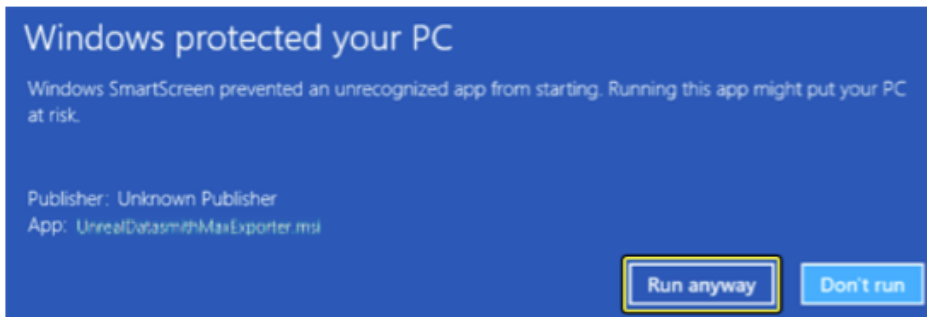 Windows protected your PC
Windows SmartScreen prevented an unrecognized app from starting. Running this app might put your PC
at risk.
Publisher: Unknown Publisher
App: UnrealDatasmithMaxExporter.msi
Run anyway Don't run